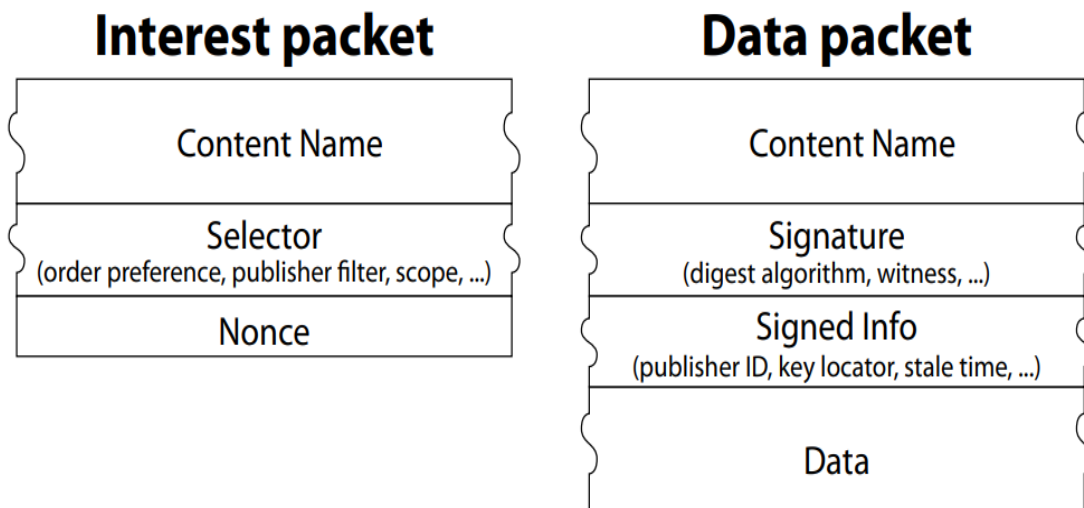 Interest packet
Content Name
Selector
(order preference, publisher filter, scope, ...)
Nonce
Data packet
Content Name
Signature
(digest algorithm, witness, ...)
Signed Info
(publisher ID, key locator, stale time, ...)
Data